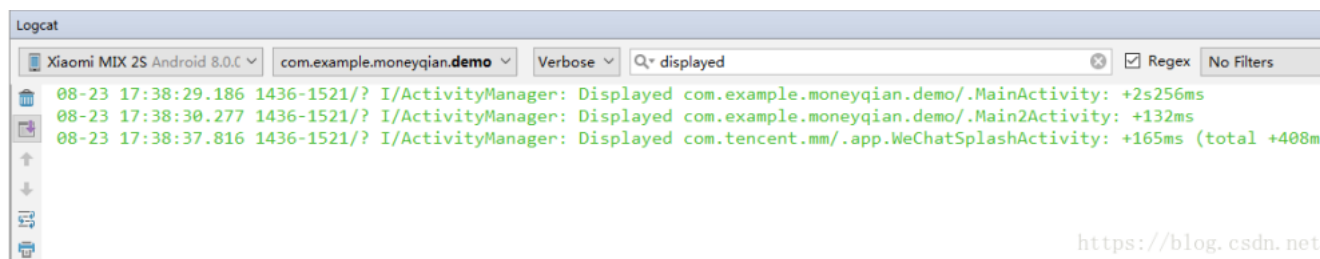 Logcat
Xiaomi MIX 2S Android 8.0.0 com.example.moneyqian.demo Verbose displayed Regex No Filters
08-23 17:38:29.186 1436-1521/? I/ActivityManager: Displayed com.example.moneyqian.demo/.MainActivity: +2s256ms
08-23 17:38:30.277 1436-1521/? I/ActivityManager: Displayed com.example.moneyqian.demo/.Main2Activity: +132ms
08-23 17:38:37.816 1436-1521/? I/ActivityManager: Displayed com.tencent.mm/.app.WeChatSplashActivity: +165ms (total +408m
https://blog.csdn.net